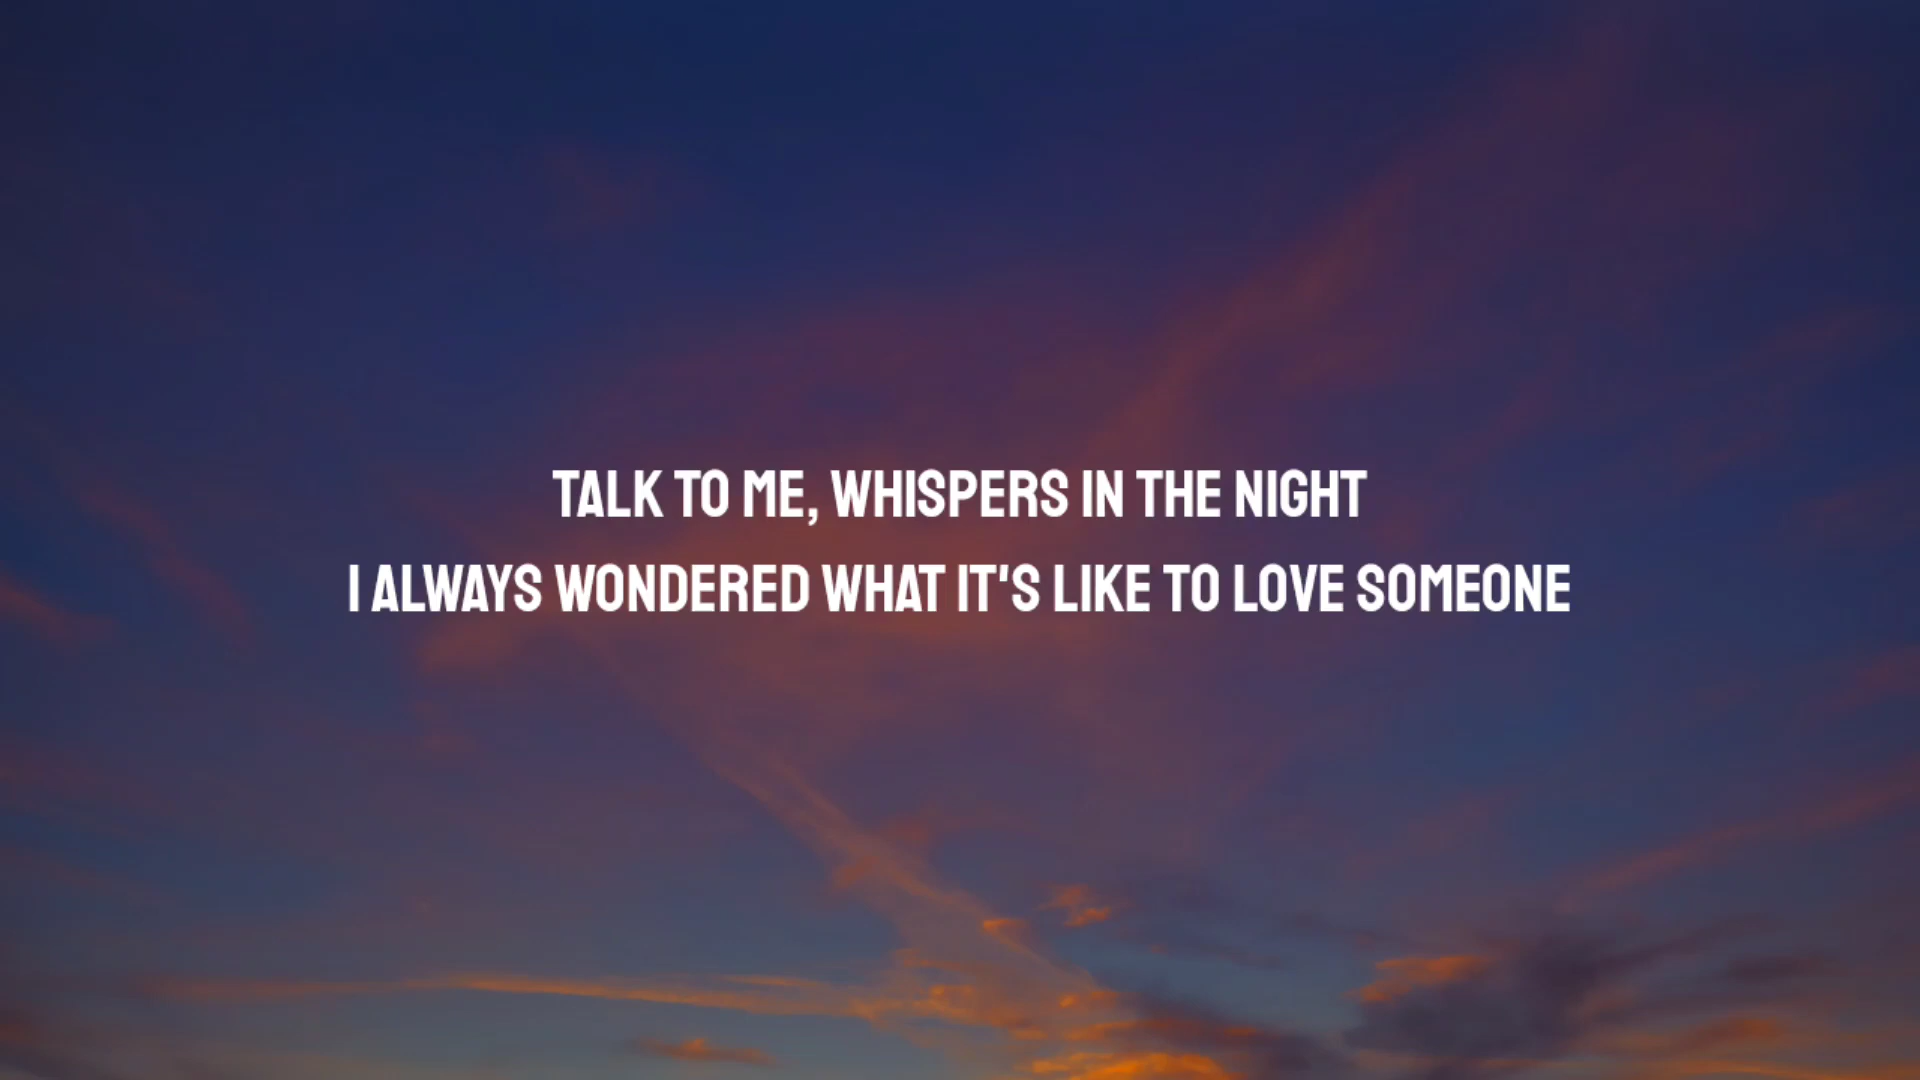 TALK TO ME, WHISPERS IN THE NIGHT
I ALWAYS WONDERED WHAT IT'S LIKE TO LOVE SOMEONE